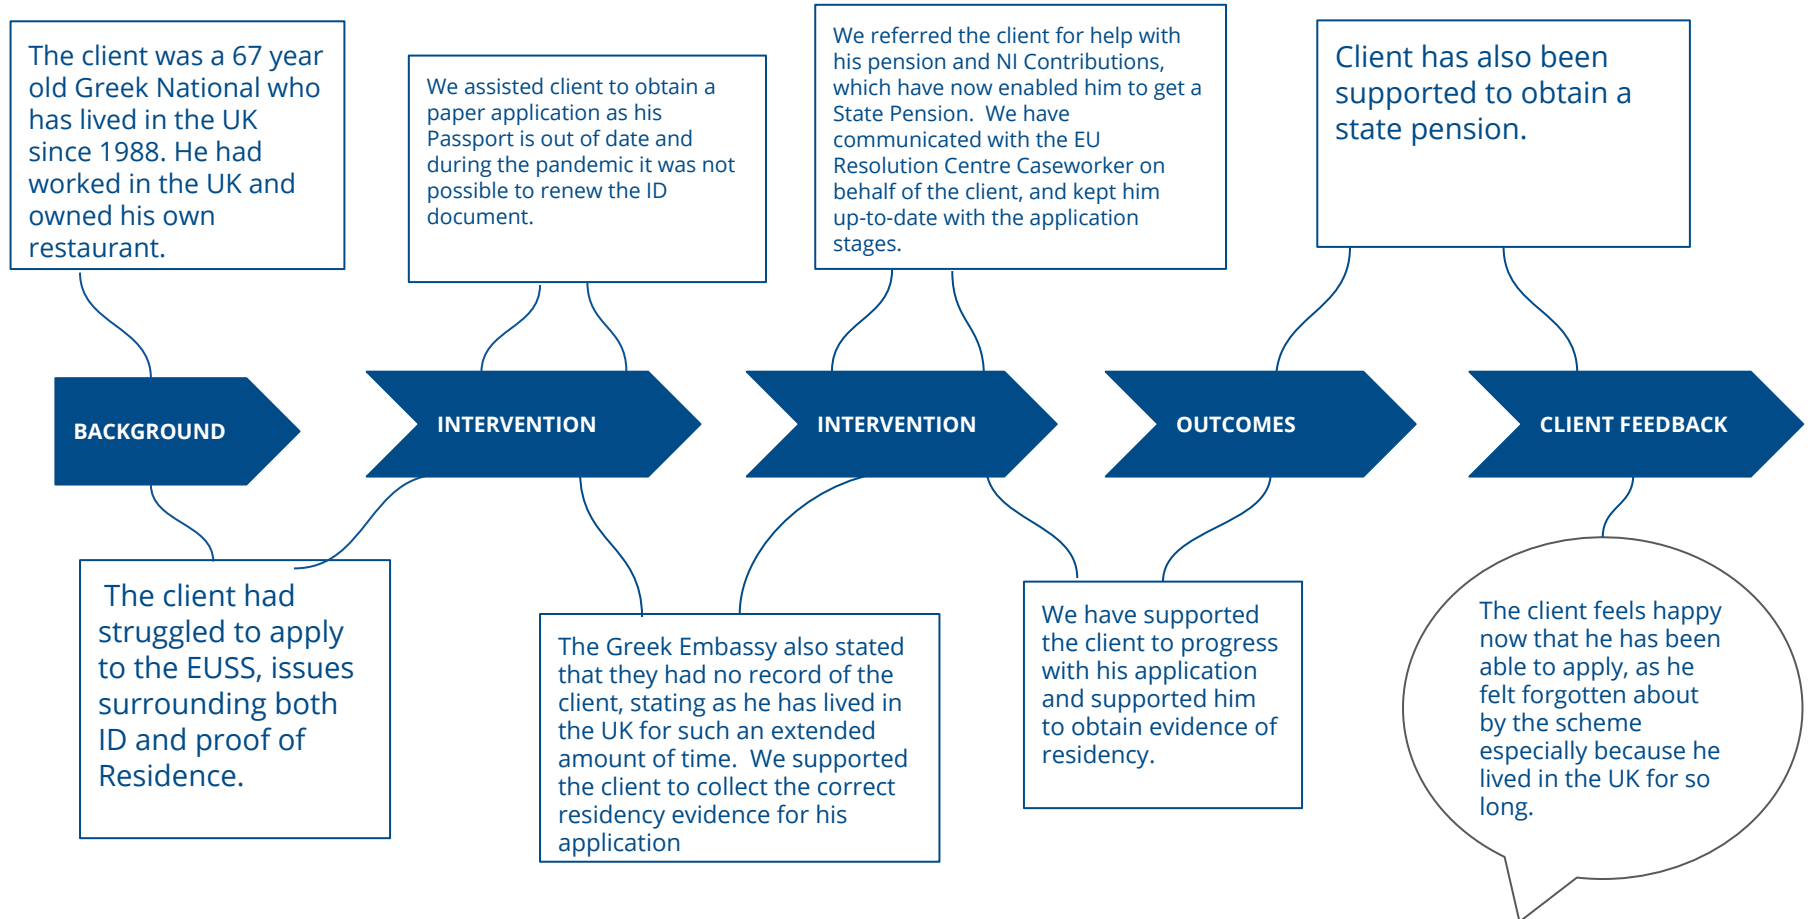 The client was a 67 year
old Greek National who
has lived in the UK
since 1988. He had
worked in the UK and
owned his own
restaurant.
We assisted client to obtain a
paper application as his
Passport is out of date and
during the pandemic it was not
possible to renew the ID
document.
We referred the client for help with
his pension and NI Contributions,
which have now enabled him to get a
State Pension.  We have
communicated with the EU
Resolution Centre Caseworker on
behalf of the client, and kept him
up-to-date with the application
stages.
Client has also been
supported to obtain a
state pension.
BACKGROUND
INTERVENTION
INTERVENTION
OUTCOMES
CLIENT FEEDBACK
The client had
struggled to apply
to the EUSS, issues
surrounding both
ID and proof of
Residence.
The Greek Embassy also stated
that they had no record of the
client, stating as he has lived in
the UK for such an extended
amount of time.  We supported
the client to collect the correct
residency evidence for his
application
We have supported
the client to progress
with his application
and supported him
to obtain evidence of
residency.
The client feels happy
now that he has been
able to apply, as he
felt forgotten about
by the scheme
especially because he
lived in the UK for so
long.